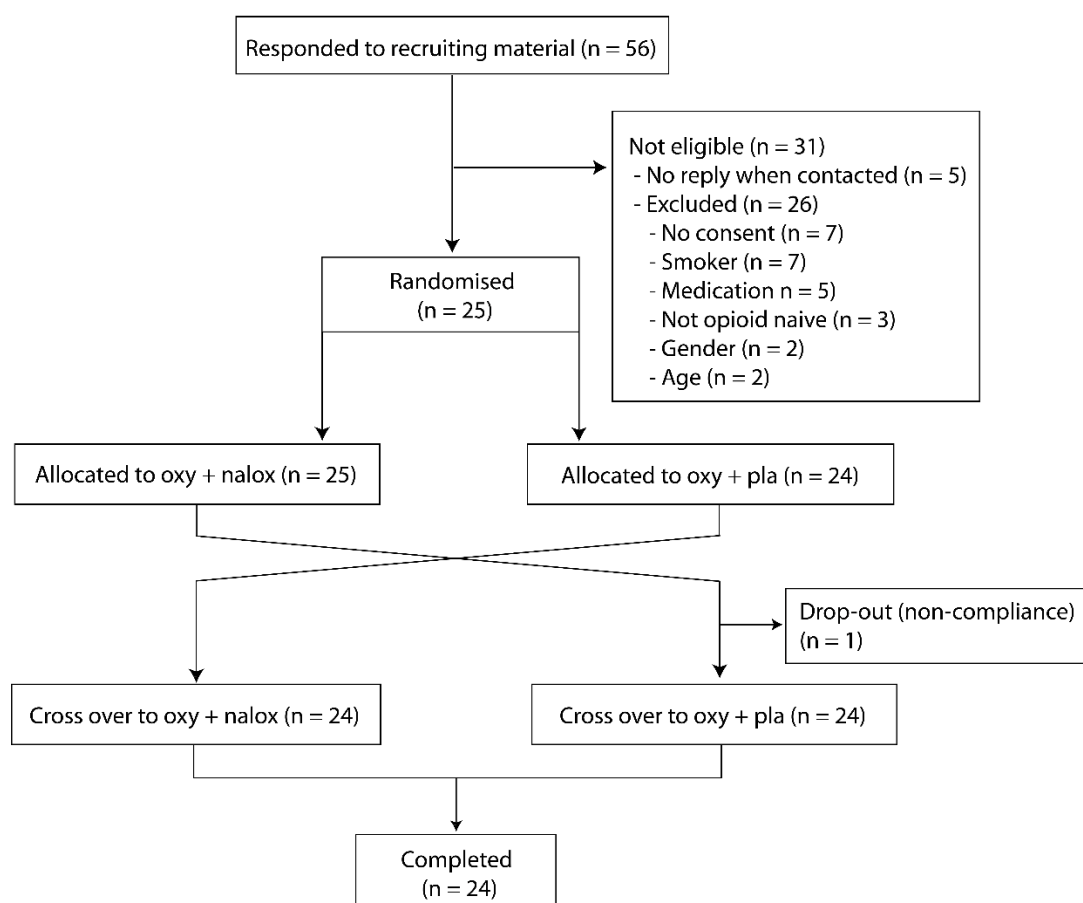 Responded to recruiting material (n = 56)
Not eligible (n = 31)
- No reply when contacted (n = 5)
- Excluded (n = 26)
- No consent (n = 7)
- Smoker (n = 7)
- Medication n = 5)
- Not opioid naive (n = 3)
- Gender (n = 2)
- Age (n = 2)
Randomised
(n = 25)
Allocated to oxy + nalox (n = 25)
Allocated to oxy + pla (n = 24)
Drop-out (non-compliance)
(n = 1)
Cross over to oxy + nalox (n = 24)
Cross over to oxy + pla (n = 24)
Completed
(n = 24)